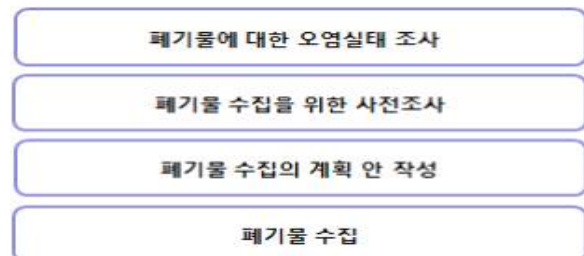 폐기물에 대한 오염실태 조사
폐기물 수집을 위한 사전조사
폐기물 수집의 계획 안 작성
폐기물 수집